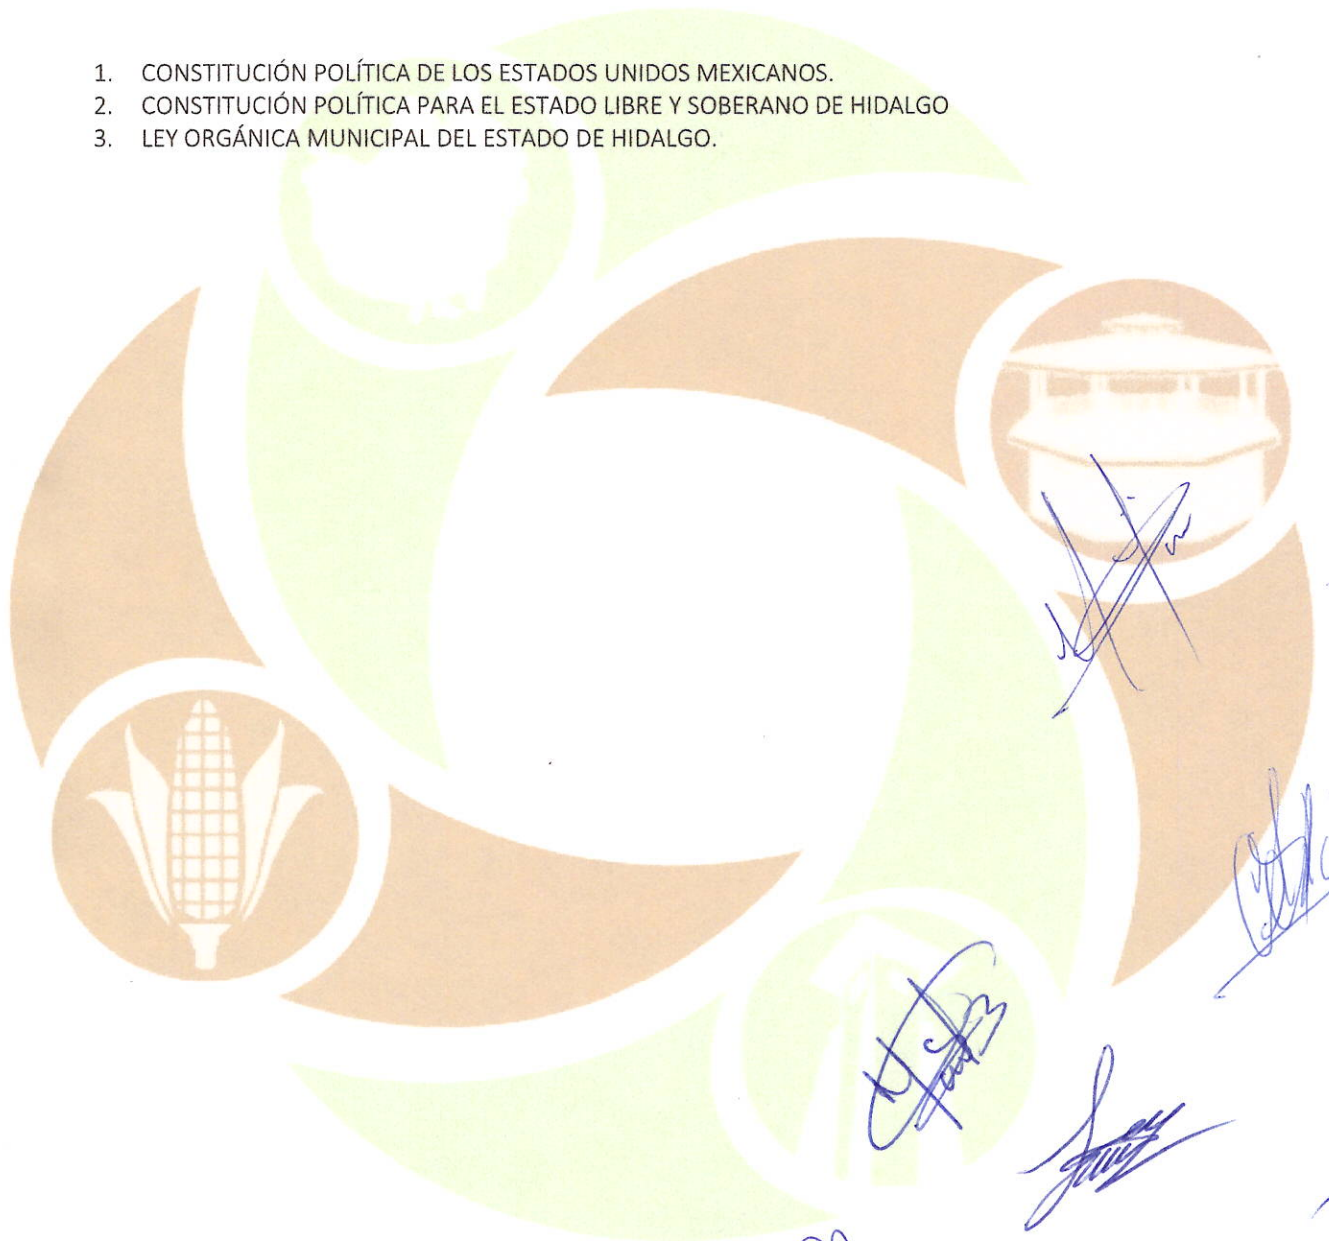 1. CONSTITUCIÓN POLÍTICA DE LOS ESTADOS UNIDOS MEXICANOS.
2. CONSTITUCIÓN POLÍTICA PARA EL ESTADO LIBRE Y SOBERANO DE HIDALGO
3. LEY ORGÁNICA MUNICIPAL DEL ESTADO DE HIDALGO.